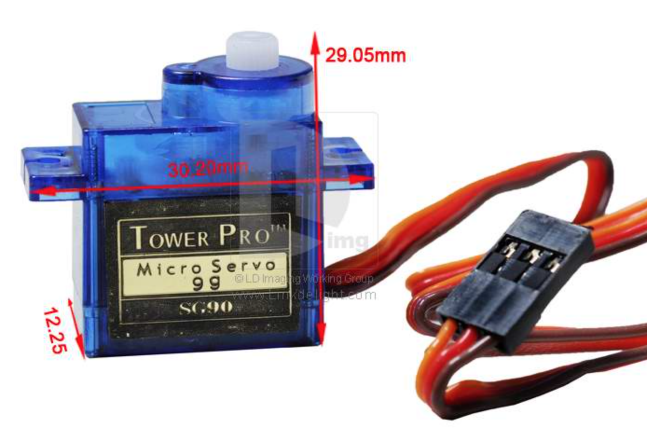 29.05mm
30.20mm
TOWER PRO™
img
Micro Servo
9g
© LD Imaging Working Group
www.Linkdelight.com
SG90
12.25